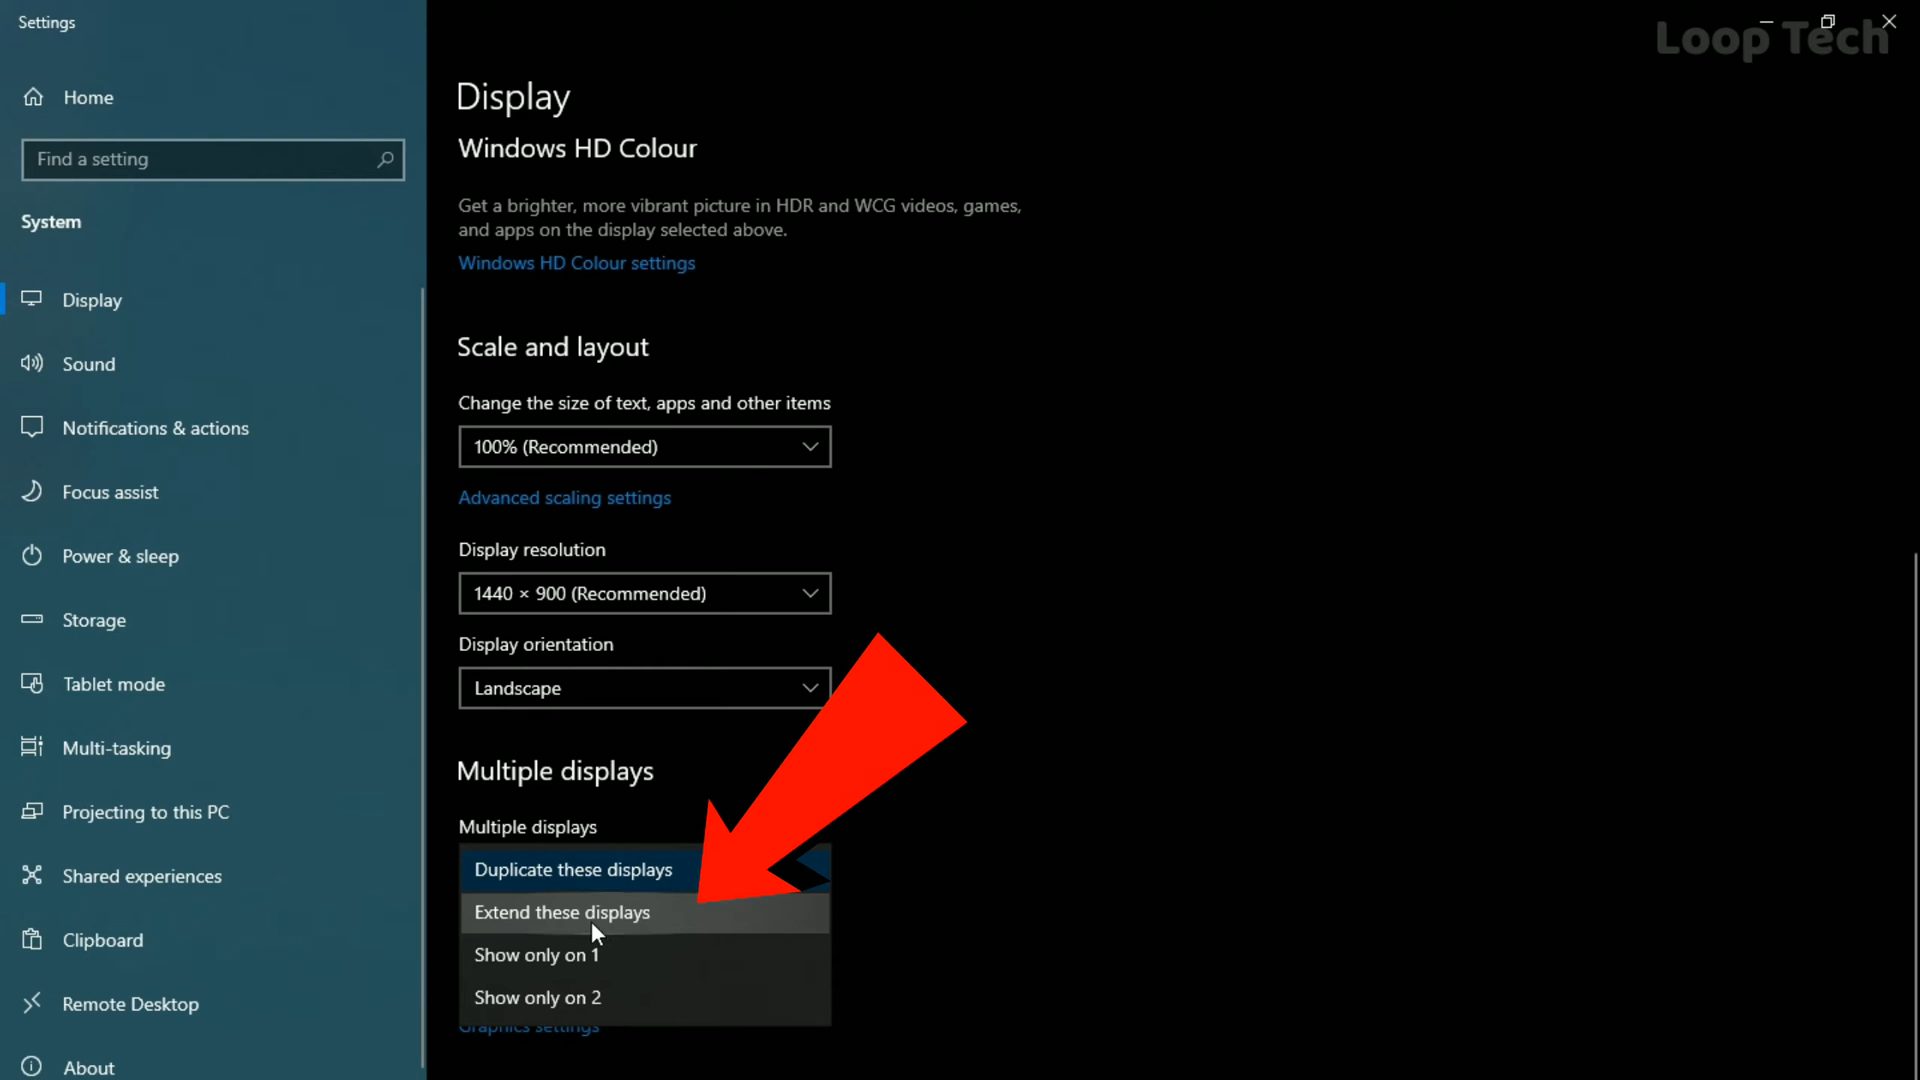 Settings
Loop Tech
Home
Find a setting
System
Display
Sound
Notifications & actions
Focus assist
Power & sleep
Storage
Tablet mode
Multi-tasking
Projecting to this PC
Shared experiences
Clipboard
Remote Desktop
About
Display
Windows HD Colour
Get a brighter, more vibrant picture in HDR and WCG videos, games,
and apps on the display selected above.
Windows HD Colour settings
Scale and layout
Change the size of text, apps and other items
100% (Recommended)
Advanced scaling settings
Display resolution
1440 × 900 (Recommended)
Display orientation
Landscape
Multiple displays
Multiple displays
Duplicate these displays
Extend these displays
Show only on 1
Show only on 2
Graphics settings